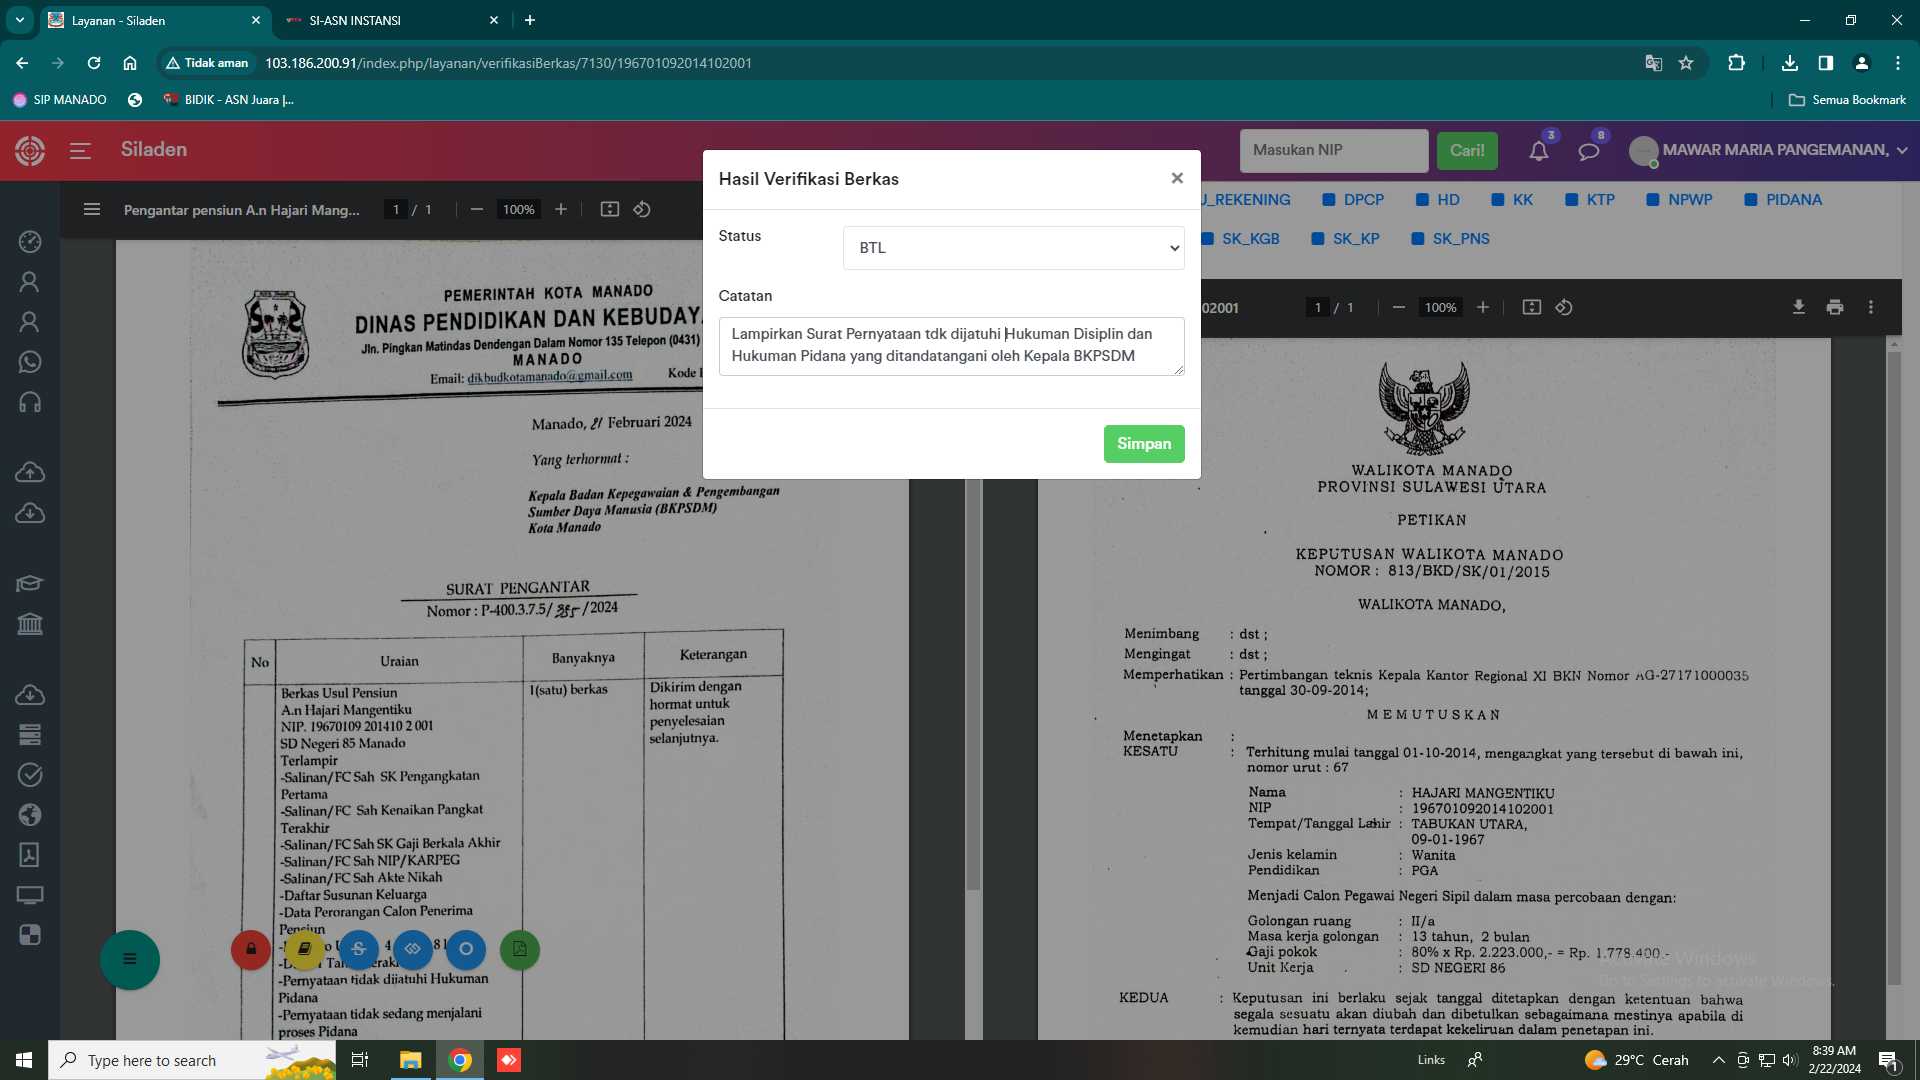 Layanan - Siladen
SI-ASN INSTANSI
Tidak aman
103.186.200.91/index.php/layanan/verifikasiBerkas/7130/196701092014102001
SIP MANADO
BIDIK - ASN Juara |...
Semua Bookmark
Siladen
Masukan NIP
Cari!
3
8
MAWAR MARIA PANGEMANAN,
Pengantar pensiun A.n Hajari Mang...
1 / 1
100%
Hasil Verifikasi Berkas
Status
BTL
Catatan
Lampirkan Surat Pernyataan tdk dijatuhi Hukuman Disiplin dan
Hukuman Pidana yang ditandatangani oleh Kepala BKPSDM
Simpan
J_REKENING
DPCP
HD
KK
KTP
NPWP
PIDANA
SK_KGB
SK_KP
SK_PNS
02001
1 / 1
100%
PEMERINTAH KOTA MANADO
DINAS PENDIDIKAN DAN KEBUDAY
Jln. Pingkan Matindas Dendengan Dalam Nomor 135 Telepon (0431)
MANADO
Email: dikbudkotamanado@gmail.com
Kode
Manado, 21 Februari 2024
Yang terhormat :
Kepala Badan Kepegawaian & Pengembangan
Sumber Daya Manusia (BKPSDM)
Kota Manado
SURAT PENGANTAR
Nomor : P-400.3.7.5/ /2024
No
Uraian
Banyaknya
Keterangan
Berkas Usul Pensiun
A.n Hajari Mangentiku
NIP. 19670109 201410 2 001
SD Negeri 85 Manado
Terlampir
-Salinan/FC Sah SK Pengangkatan
Pertama
-Salinan/FC Sah Kenaikan Pangkat
Terakhir
-Salinan/FC Sah SK Gaji Berkala Akhir
-Salinan/FC Sah NIP/KARPEG
-Salinan/FC Sah Akte Nikah
-Daftar Susunan Keluarga
-Data Perorangan Calon Penerima
Pensiun
-Pernyataan tidak dijatuhi Hukuman
Pidana
-Pernyataan tidak sedang menjalani
proses Pidana
1(satu) berkas
Dikirim dengan
hormat untuk
penyelesaian
selanjutnya.
WALIKOTA MANADO
PROVINSI SULAWESI UTARA
PETIKAN
KEPUTUSAN WALIKOTA MANADO
NOMOR : 813/BKD/SK/01/2015
WALIKOTA MANADO,
Menimbang : dst ;
Mengingat : dst ;
Memperhatikan : Pertimbangan teknis Kepala Kantor Regional XI BKN Nomor AG-27171000035
tanggal 30-09-2014;
MEMUTUSKAN
Menetapkan :
KESATU : Terhitung mulai tanggal 01-10-2014, mengangkat yang tersebut di bawah ini,
nomor urut : 67
Nama : HAJARI MANGENTIKU
NIP : 196701092014102001
Tempat/Tanggal Lahir : TABUKAN UTARA,
09-01-1967
Jenis kelamin : Wanita
Pendidikan : PGA
Menjadi Calon Pegawai Negeri Sipil dalam masa percobaan dengan:
Golongan ruang : II/a
Masa kerja golongan : 13 tahun, 2 bulan
Gaji pokok : 80% x Rp. 2.223.000,- = Rp. 1.778.400,-
Unit Kerja : SD NEGERI 86
KEDUA : Keputusan ini berlaku sejak tanggal ditetapkan dengan ketentuan bahwa
segala sesuatu akan diubah dan dibetulkan sebagaimana mestinya apabila di
kemudian hari ternyata terdapat kekeliruan dalam penetapan ini.
Activate Windows
Go to Settings to activate Windows.
Type here to search
Links
29°C Cerah
8:39 AM
2/22/2024
1